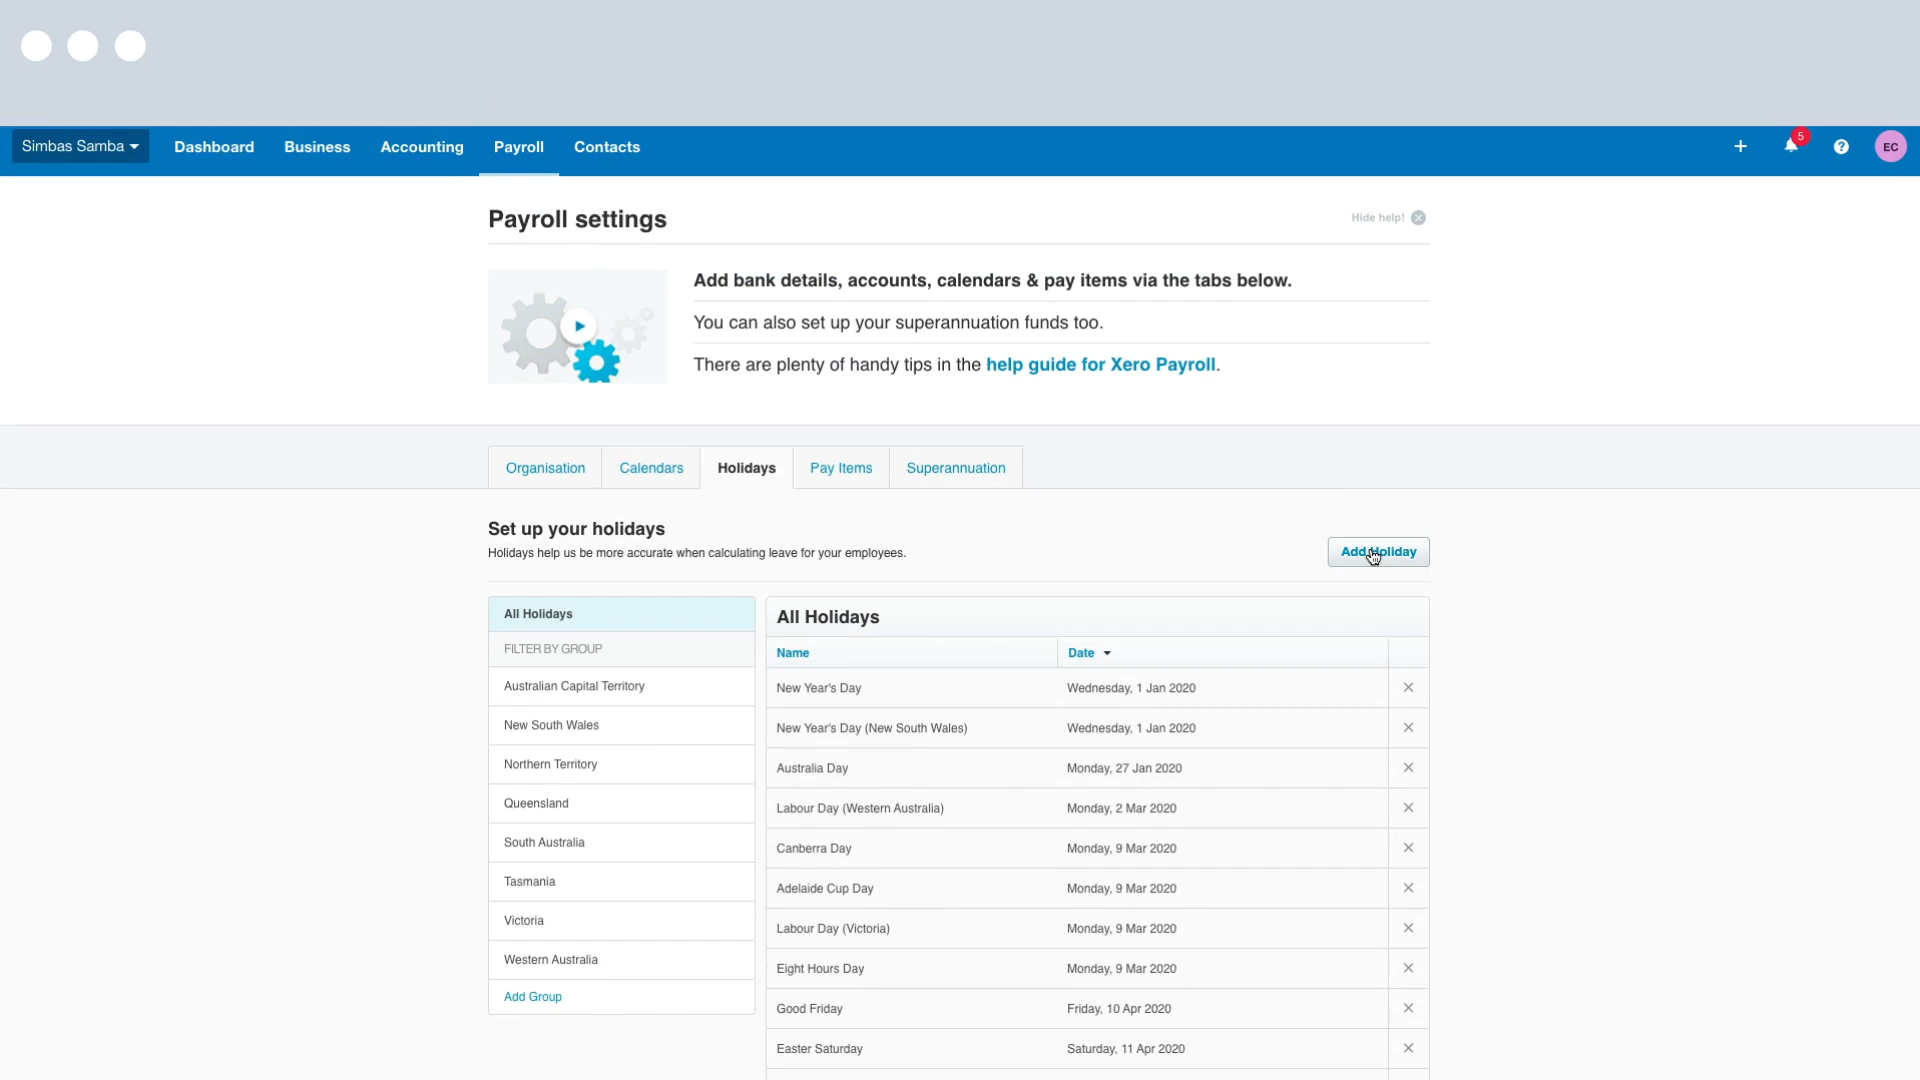 Simbas Samba
Dashboard
Business
Accounting
Payroll
Contacts
5
EC
Payroll settings
Hide help!
Add bank details, accounts, calendars & pay items via the tabs below.
You can also set up your superannuation funds too.
There are plenty of handy tips in the help guide for Xero Payroll.
Organisation
Calendars
Holidays
Pay Items
Superannuation
Set up your holidays
Holidays help us be more accurate when calculating leave for your employees.
Add Holiday
All Holidays
FILTER BY GROUP
Australian Capital Territory
New South Wales
Northern Territory
Queensland
South Australia
Tasmania
Victoria
Western Australia
Add Group
All Holidays
Name Date
New Year's Day Wednesday, 1 Jan 2020
New Year's Day (New South Wales) Wednesday, 1 Jan 2020
Australia Day Monday, 27 Jan 2020
Labour Day (Western Australia) Monday, 2 Mar 2020
Canberra Day Monday, 9 Mar 2020
Adelaide Cup Day Monday, 9 Mar 2020
Labour Day (Victoria) Monday, 9 Mar 2020
Eight Hours Day Monday, 9 Mar 2020
Good Friday Friday, 10 Apr 2020
Easter Saturday Saturday, 11 Apr 2020